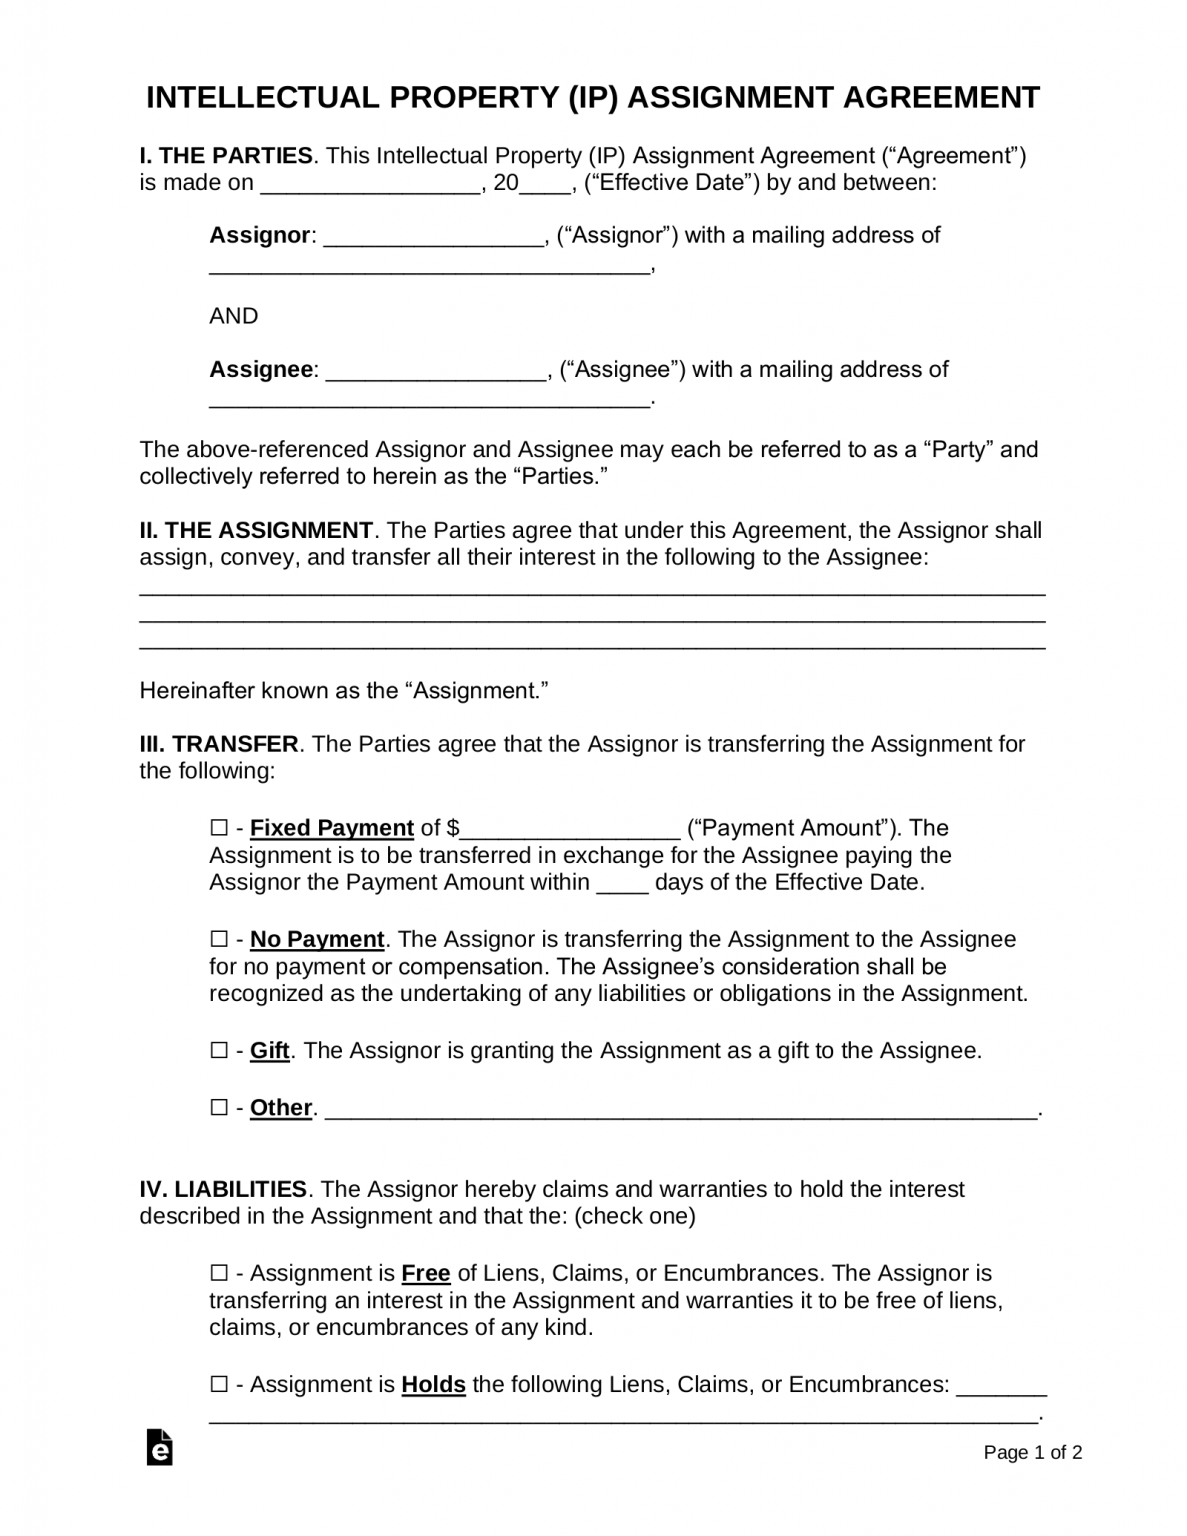 INTELLECTUAL PROPERTY (IP) ASSIGNMENT AGREEMENT
I. THE PARTIES. This Intellectual Property (IP) Assignment Agreement (“Agreement”)
is made on _________________, 20____, (“Effective Date”) by and between:
Assignor: _________________, (“Assignor”) with a mailing address of
__________________________________,
AND
Assignee: _________________, (“Assignee”) with a mailing address of
__________________________________.
The above-referenced Assignor and Assignee may each be referred to as a “Party” and
collectively referred to herein as the “Parties.”
II. THE ASSIGNMENT. The Parties agree that under this Agreement, the Assignor shall
assign, convey, and transfer all their interest in the following to the Assignee:
______________________________________________________________________
______________________________________________________________________
______________________________________________________________________
Hereinafter known as the “Assignment.”
III. TRANSFER. The Parties agree that the Assignor is transferring the Assignment for
the following:
☐ - Fixed Payment of $_________________ (“Payment Amount”). The
Assignment is to be transferred in exchange for the Assignee paying the
Assignor the Payment Amount within ____ days of the Effective Date.
☐ - No Payment. The Assignor is transferring the Assignment to the Assignee
for no payment or compensation. The Assignee’s consideration shall be
recognized as the undertaking of any liabilities or obligations in the Assignment.
☐ - Gift. The Assignor is granting the Assignment as a gift to the Assignee.
☐ - Other. _______________________________________________________.
IV. LIABILITIES. The Assignor hereby claims and warranties to hold the interest
described in the Assignment and that the: (check one)
☐ - Assignment is Free of Liens, Claims, or Encumbrances. The Assignor is
transferring an interest in the Assignment and warranties it to be free of liens,
claims, or encumbrances of any kind.
☐ - Assignment is Holds the following Liens, Claims, or Encumbrances: _______
________________________________________________________________.
e
Page 1 of 2